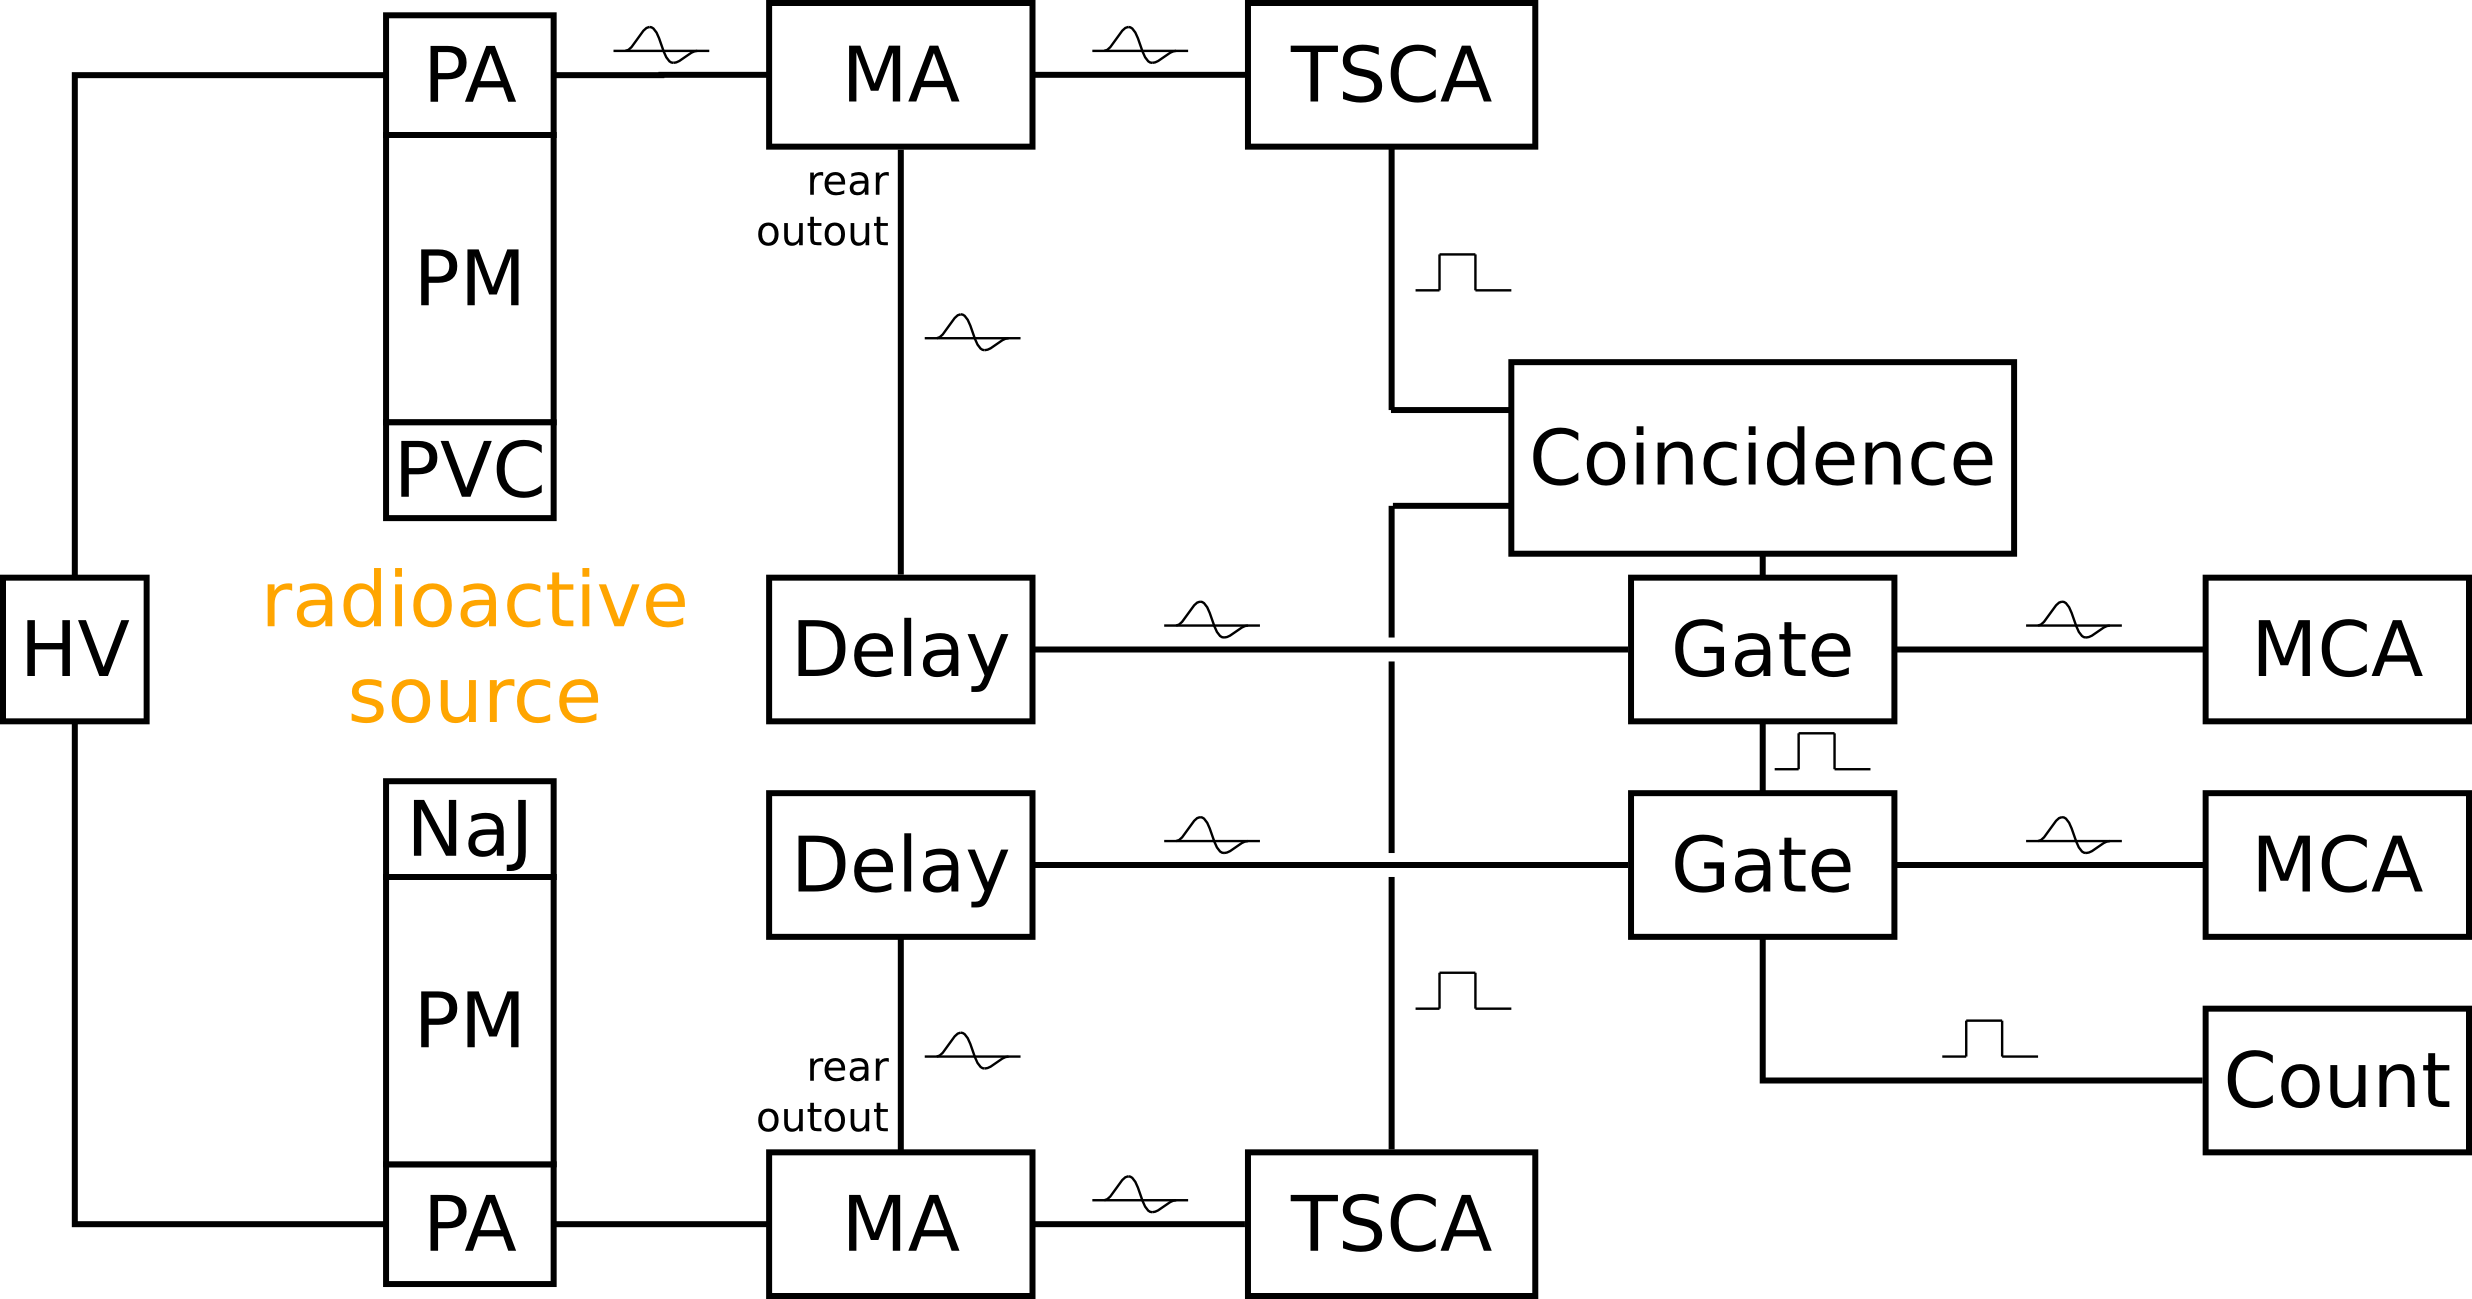 PA
MA
TSCA
rear
outout
PM
PVC
Coincidence
HV
radioactive
source
Delay
Gate
MCA
NaJ
Delay
Gate
MCA
PM
rear
outout
Count
PA
MA
TSCA